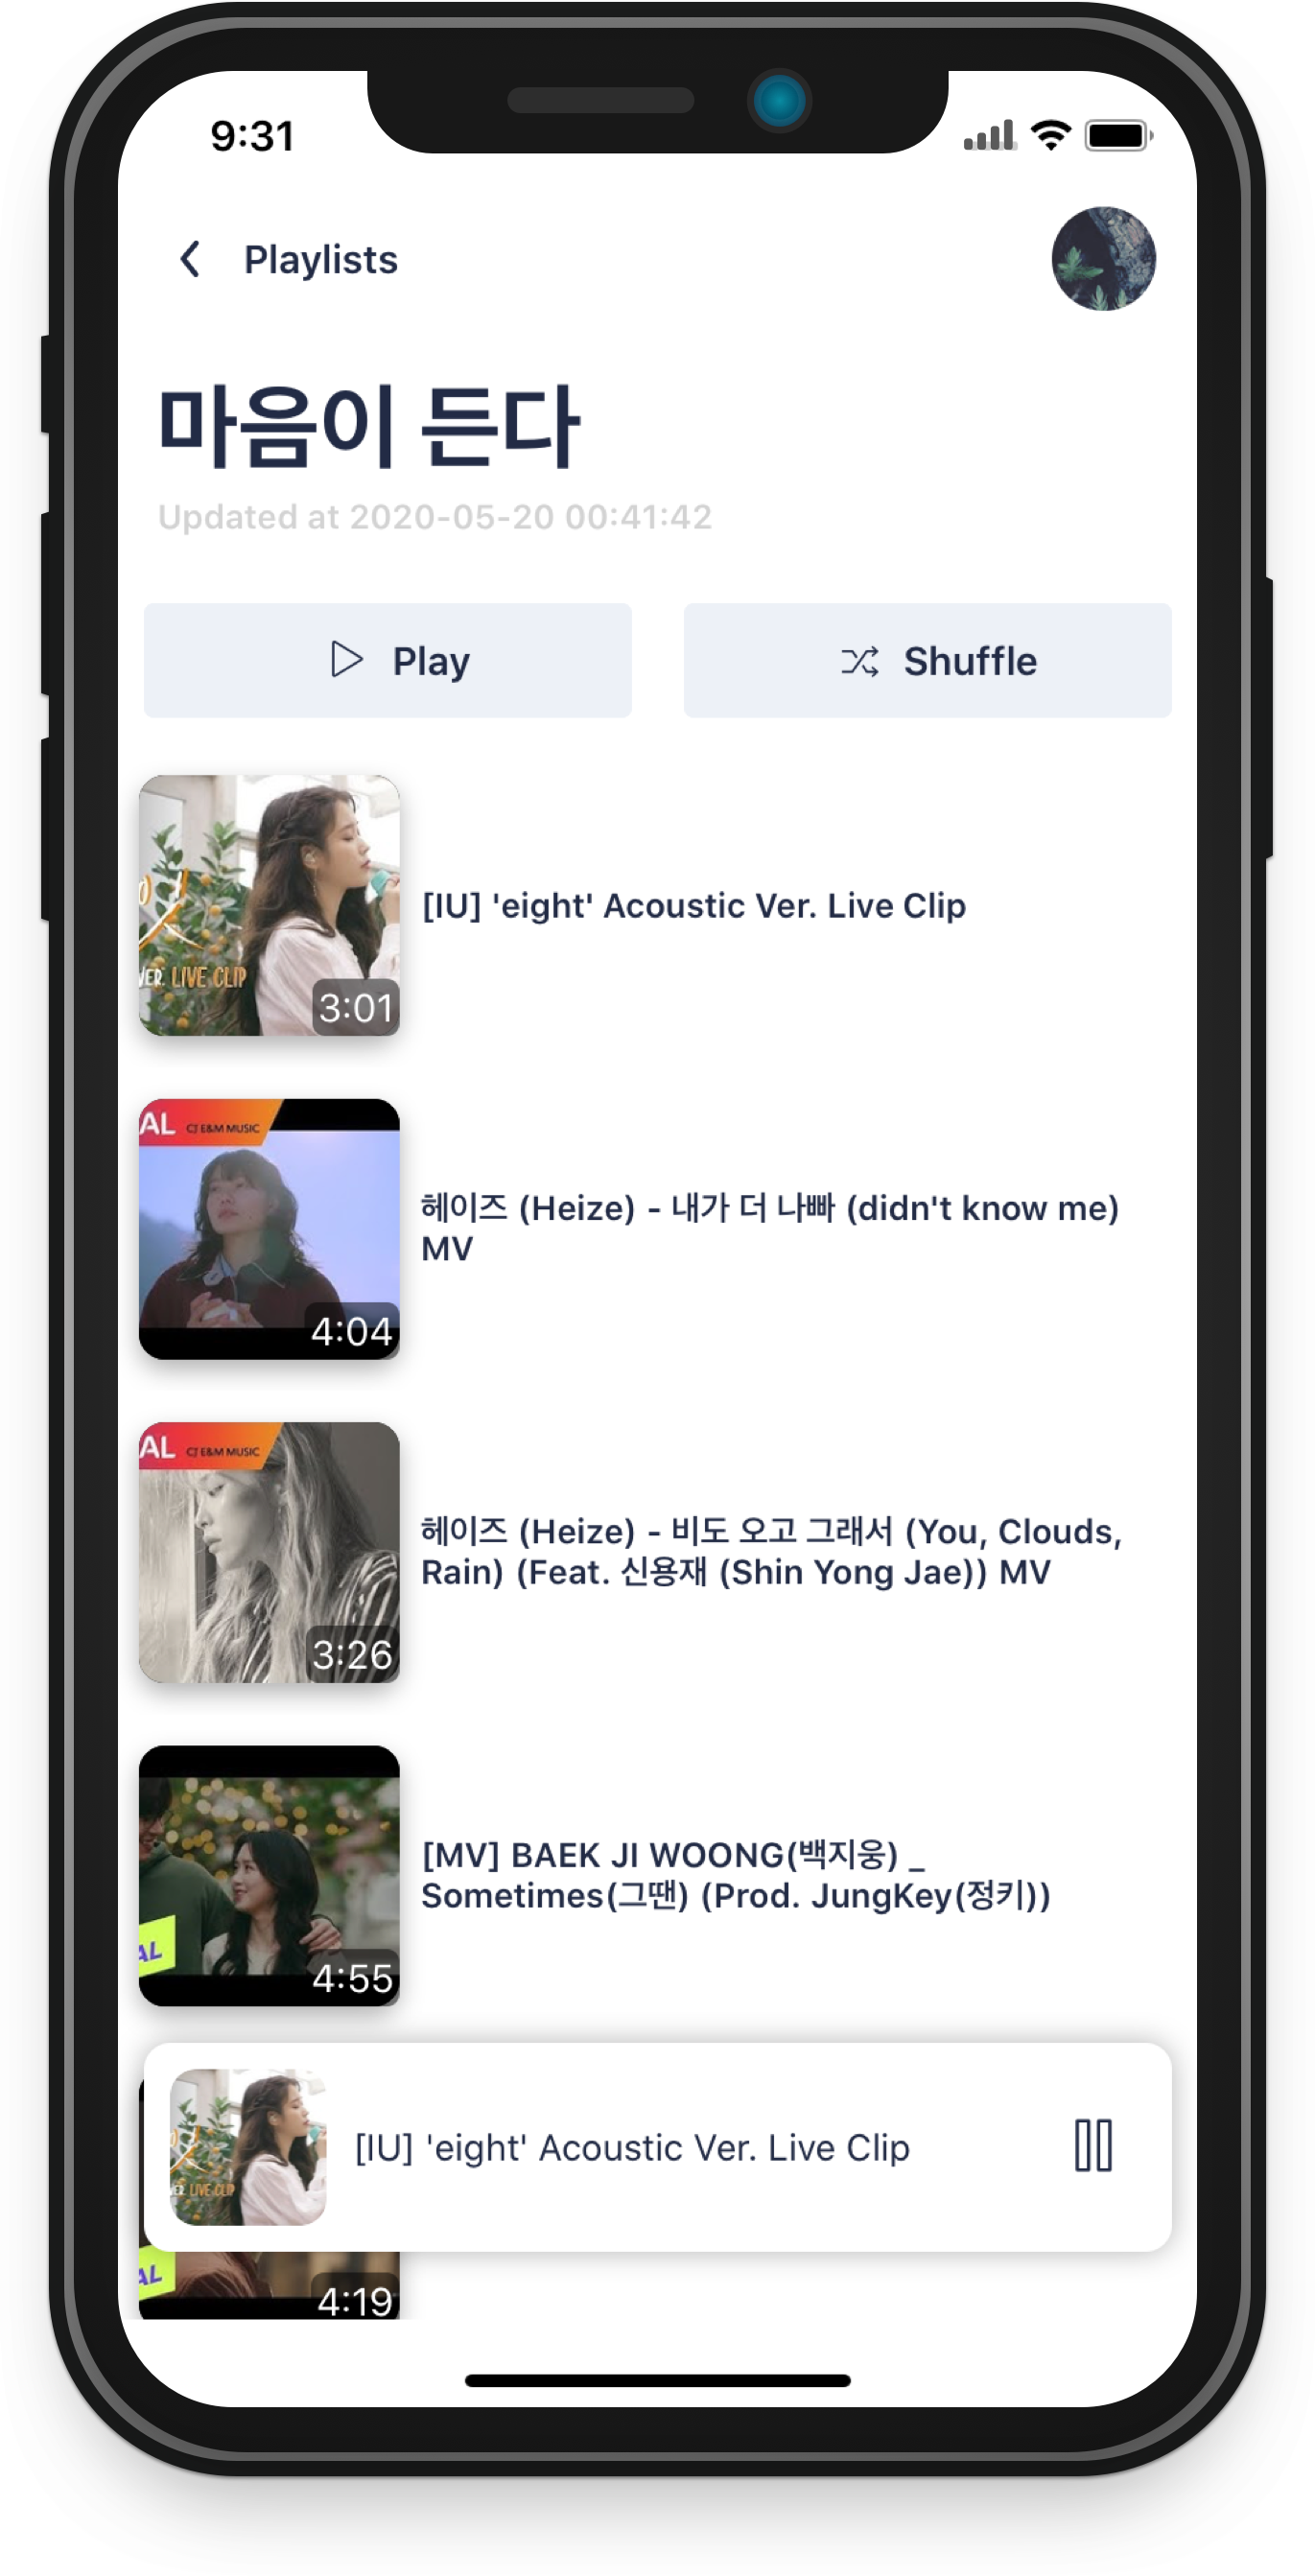 9:31
Playlists
마음이 든다
Updated at 2020-05-20 00:41:42
Play
Shuffle
VER. LIVE CLIP
3:01
[IU] 'eight' Acoustic Ver. Live Clip
AL CJ E&M MUSIC
4:04
헤이즈 (Heize) - 내가 더 나빠 (didn't know me)
MV
AL CJ E&M MUSIC
3:26
헤이즈 (Heize) - 비도 오고 그래서 (You, Clouds,
Rain) (Feat. 신용재 (Shin Yong Jae)) MV
AL
4:55
[MV] BAEK JI WOONG(백지웅) _
Sometimes(그땐) (Prod. JungKey(정키))
LIVE CLIP
[IU] 'eight' Acoustic Ver. Live Clip
AL
4:19